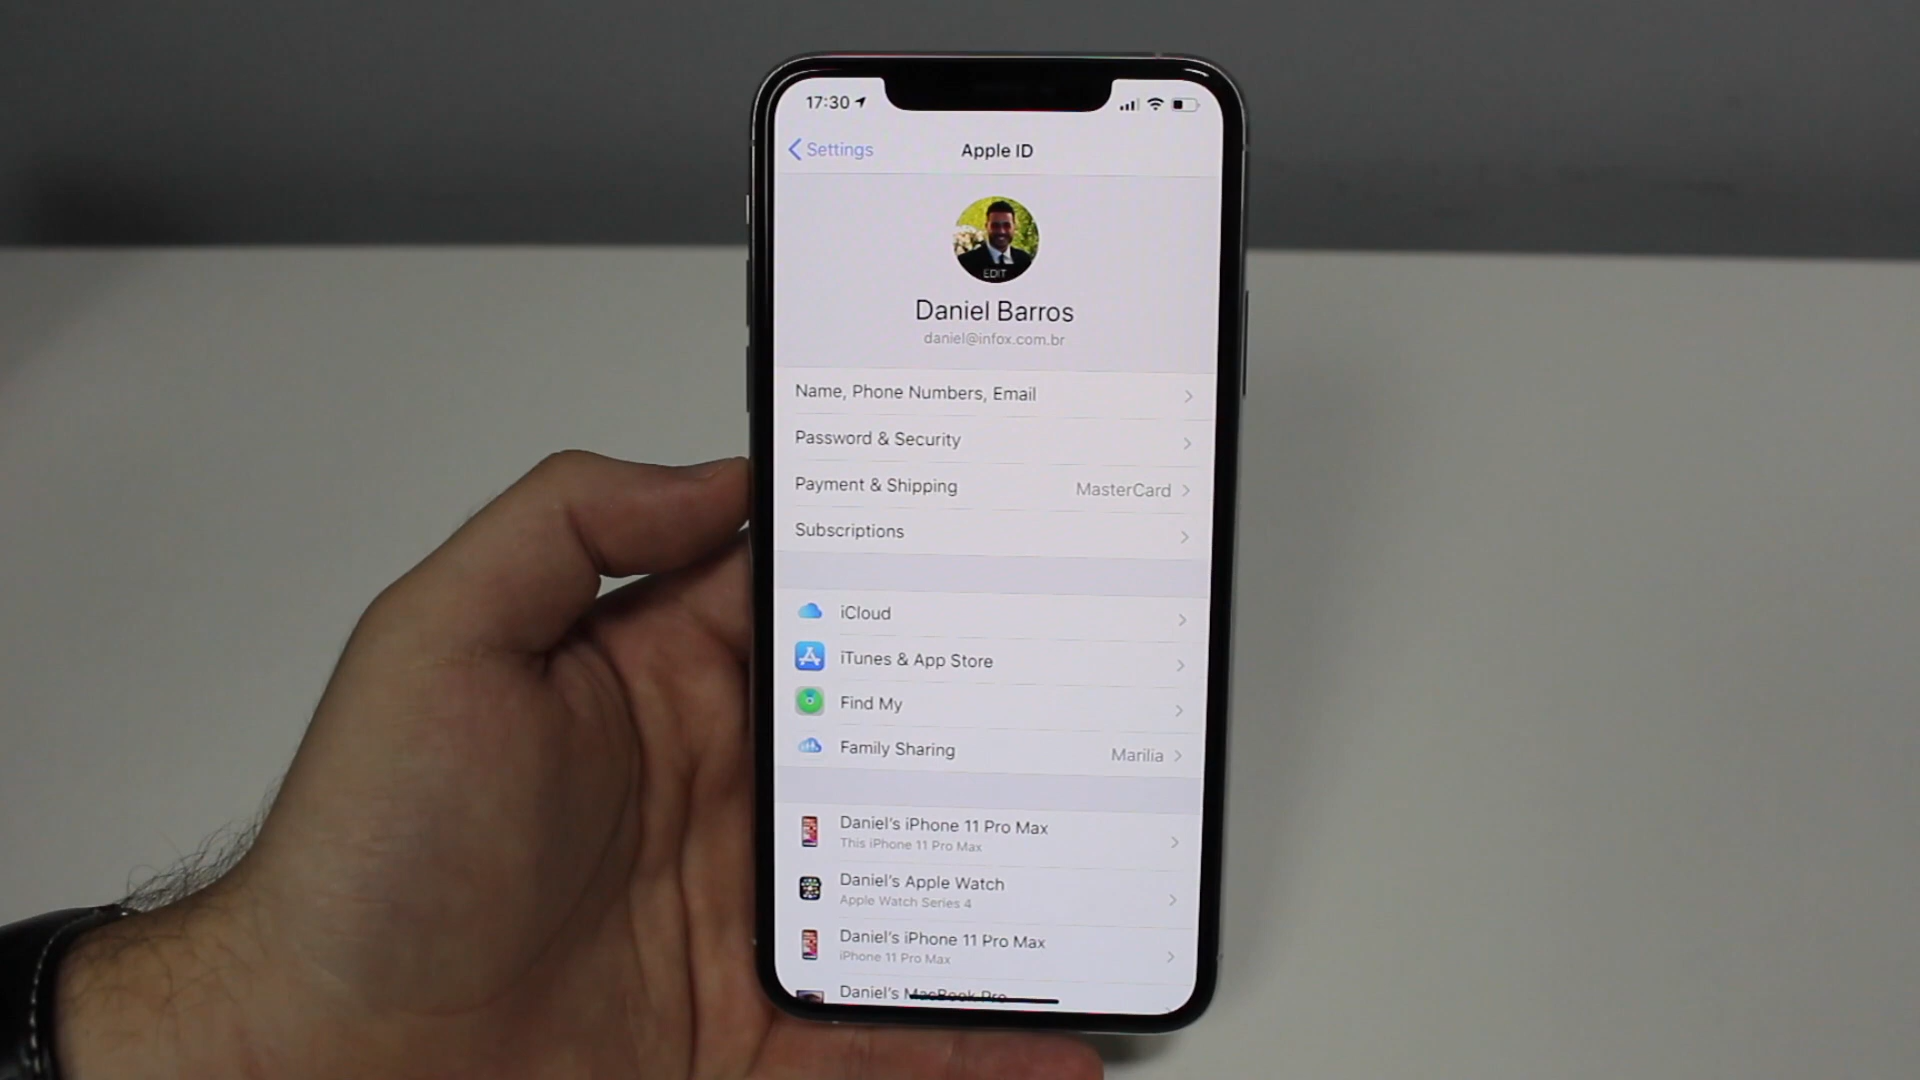 17:30
Settings
Apple ID
EDIT
Daniel Barros
daniel@infox.com.br
Name, Phone Numbers, Email
Password & Security
Payment & Shipping MasterCard
Subscriptions
iCloud
iTunes & App Store
Find My
Family Sharing Marilia
Daniel's iPhone 11 Pro Max
This iPhone 11 Pro Max
Daniel's Apple Watch
Apple Watch Series 4
Daniel's iPhone 11 Pro Max
iPhone 11 Pro Max
Daniel's MacBook Pro